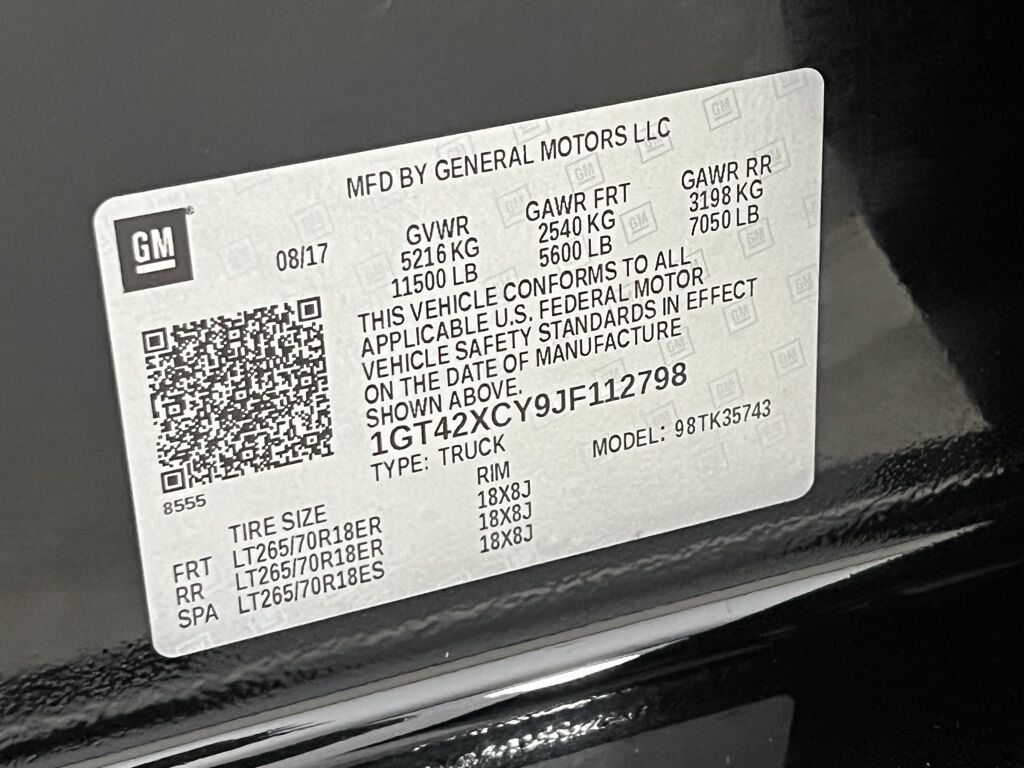 MFD BY GENERAL MOTORS LLC
GM
08/17
GVWR GAWR FRT GAWR RR
5216 KG 2540 KG 3198 KG
11500 LB 5600 LB 7050 LB
THIS VEHICLE CONFORMS TO ALL
APPLICABLE U.S. FEDERAL MOTOR
VEHICLE SAFETY STANDARDS IN EFFECT
ON THE DATE OF MANUFACTURE
SHOWN ABOVE.
1GT42XCY9JF112798
TYPE: TRUCK MODEL: 98TK35743
8555
TIRE SIZE RIM
FRT LT265/70R18ER 18X8J
RR LT265/70R18ER 18X8J
SPA LT265/70R18ES 18X8J